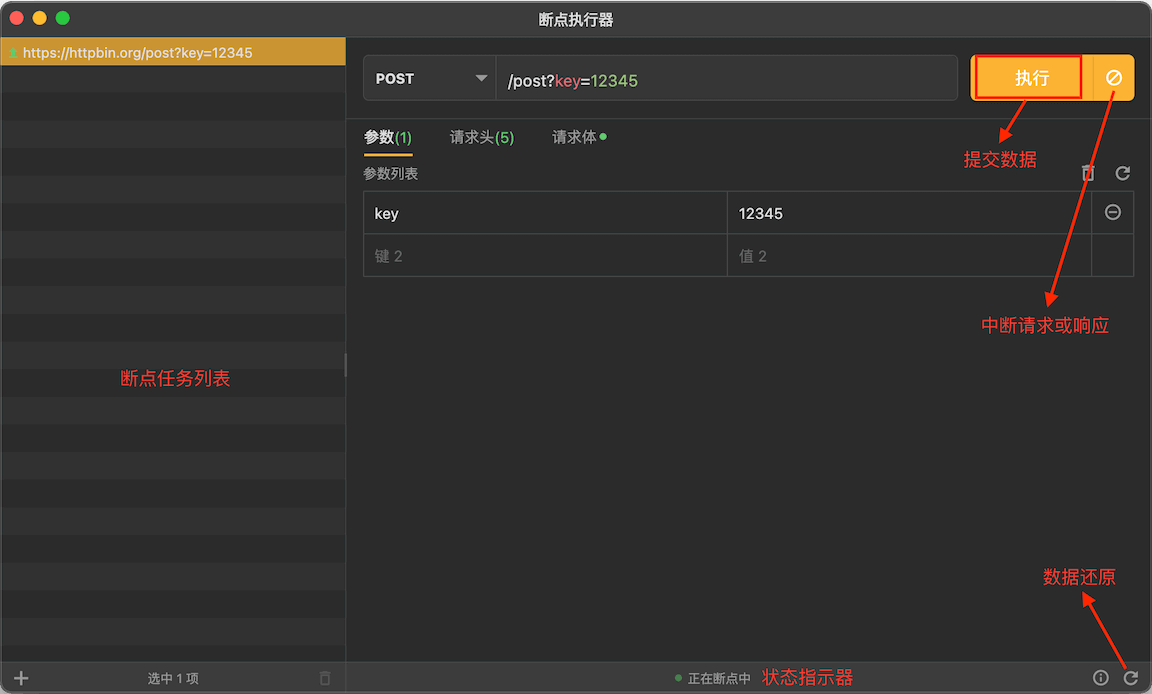 断点执行器
https://httpbin.org/post?key=12345
POST
/post?key=12345
执行
参数(1)
请求头(5)
请求体
提交数据
参数列表
key
12345
键 2
值 2
中断请求或响应
断点任务列表
数据还原
选中 1 项
正在断点中
状态指示器